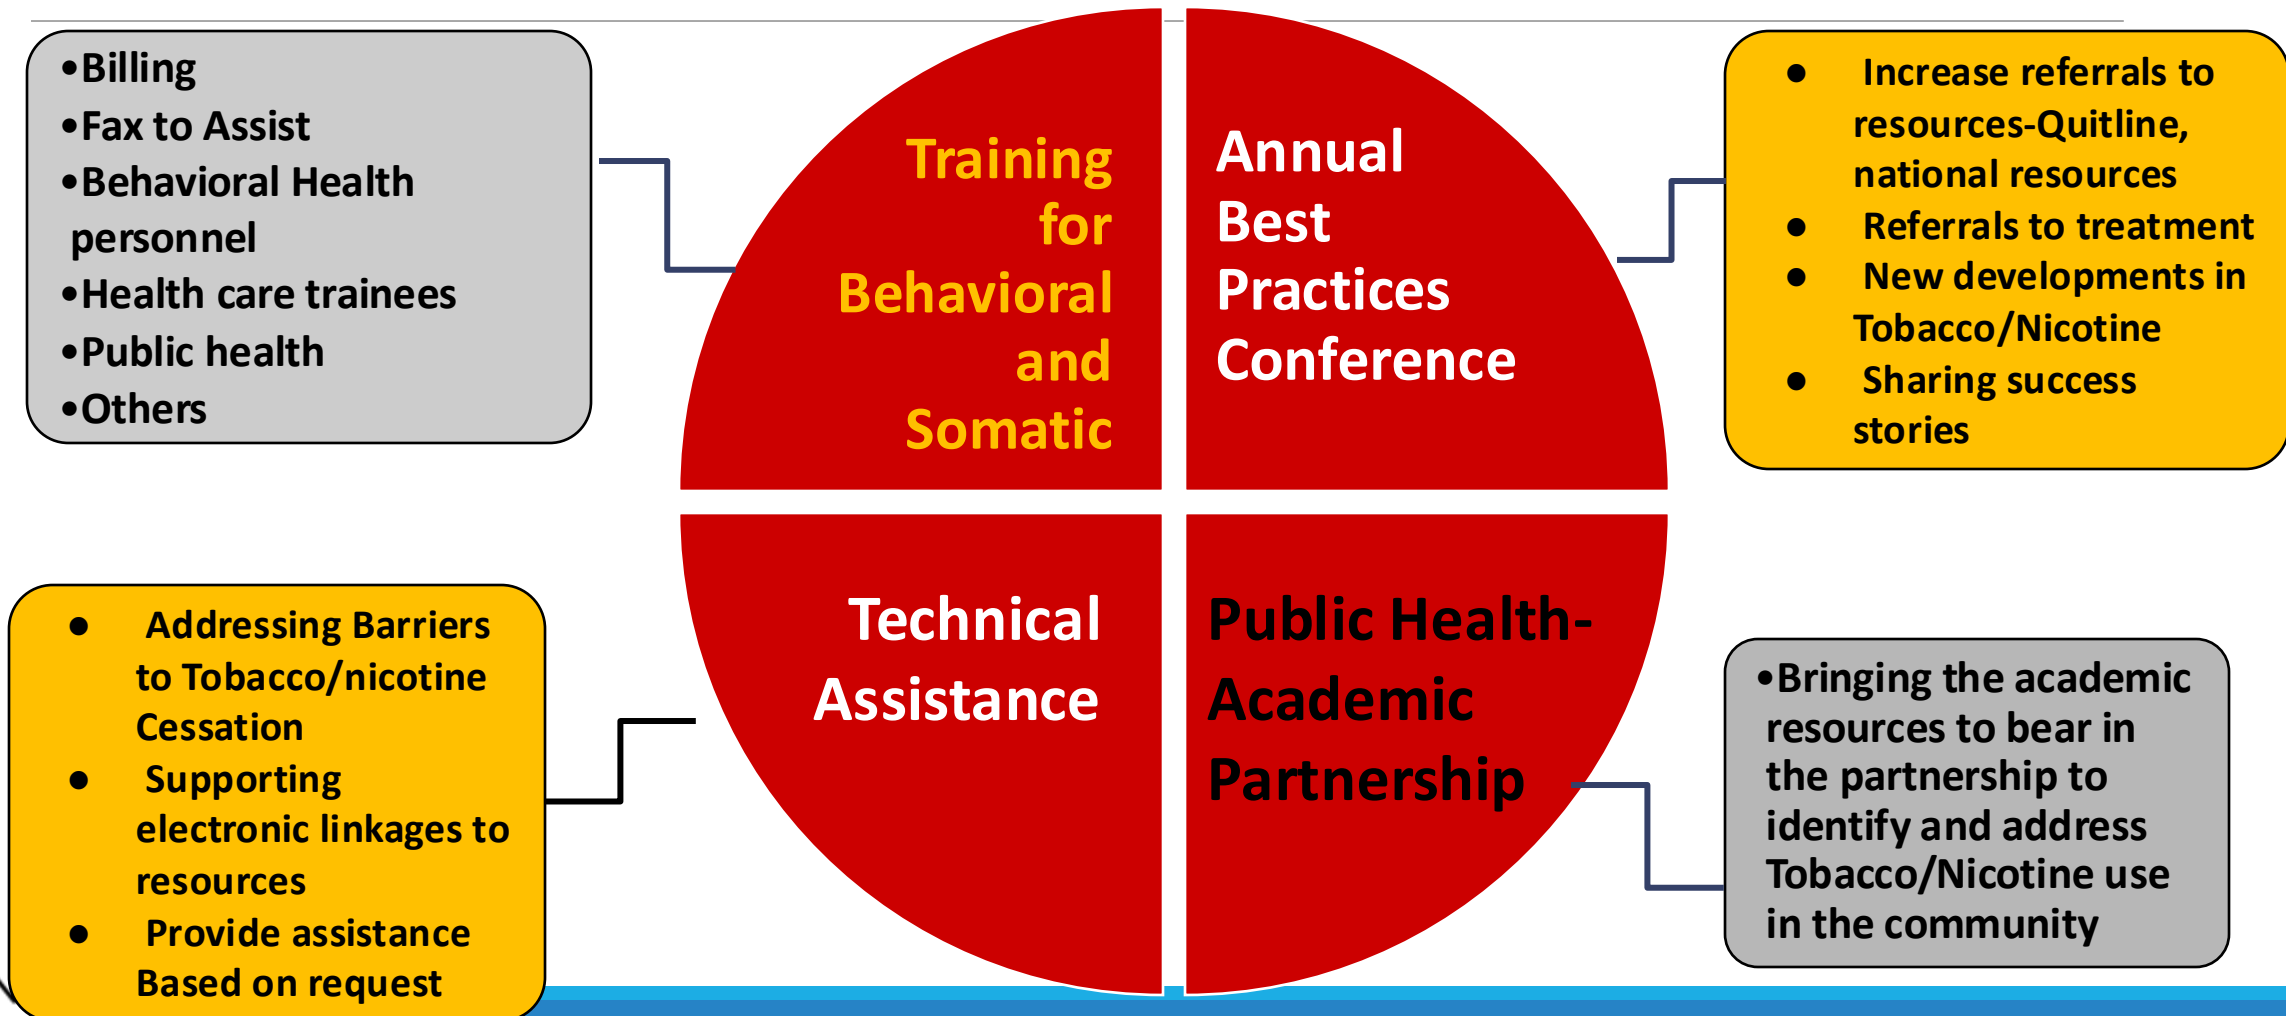 •Billing
•Fax to Assist
•Behavioral Health
personnel
•Health care trainees
•Public health
•Others
Training
for
Behavioral
and
Somatic
Annual
Best
Practices
Conference
● Increase referrals to
resources-Quitline,
national resources
● Referrals to treatment
● New developments in
Tobacco/Nicotine
● Sharing success
stories
● Addressing Barriers
to Tobacco/nicotine
Cessation
● Supporting
electronic linkages to
resources
● Provide assistance
Based on request
Technical
Assistance
Public Health-
Academic
Partnership
•Bringing the academic
resources to bear in
the partnership to
identify and address
Tobacco/Nicotine use
in the community